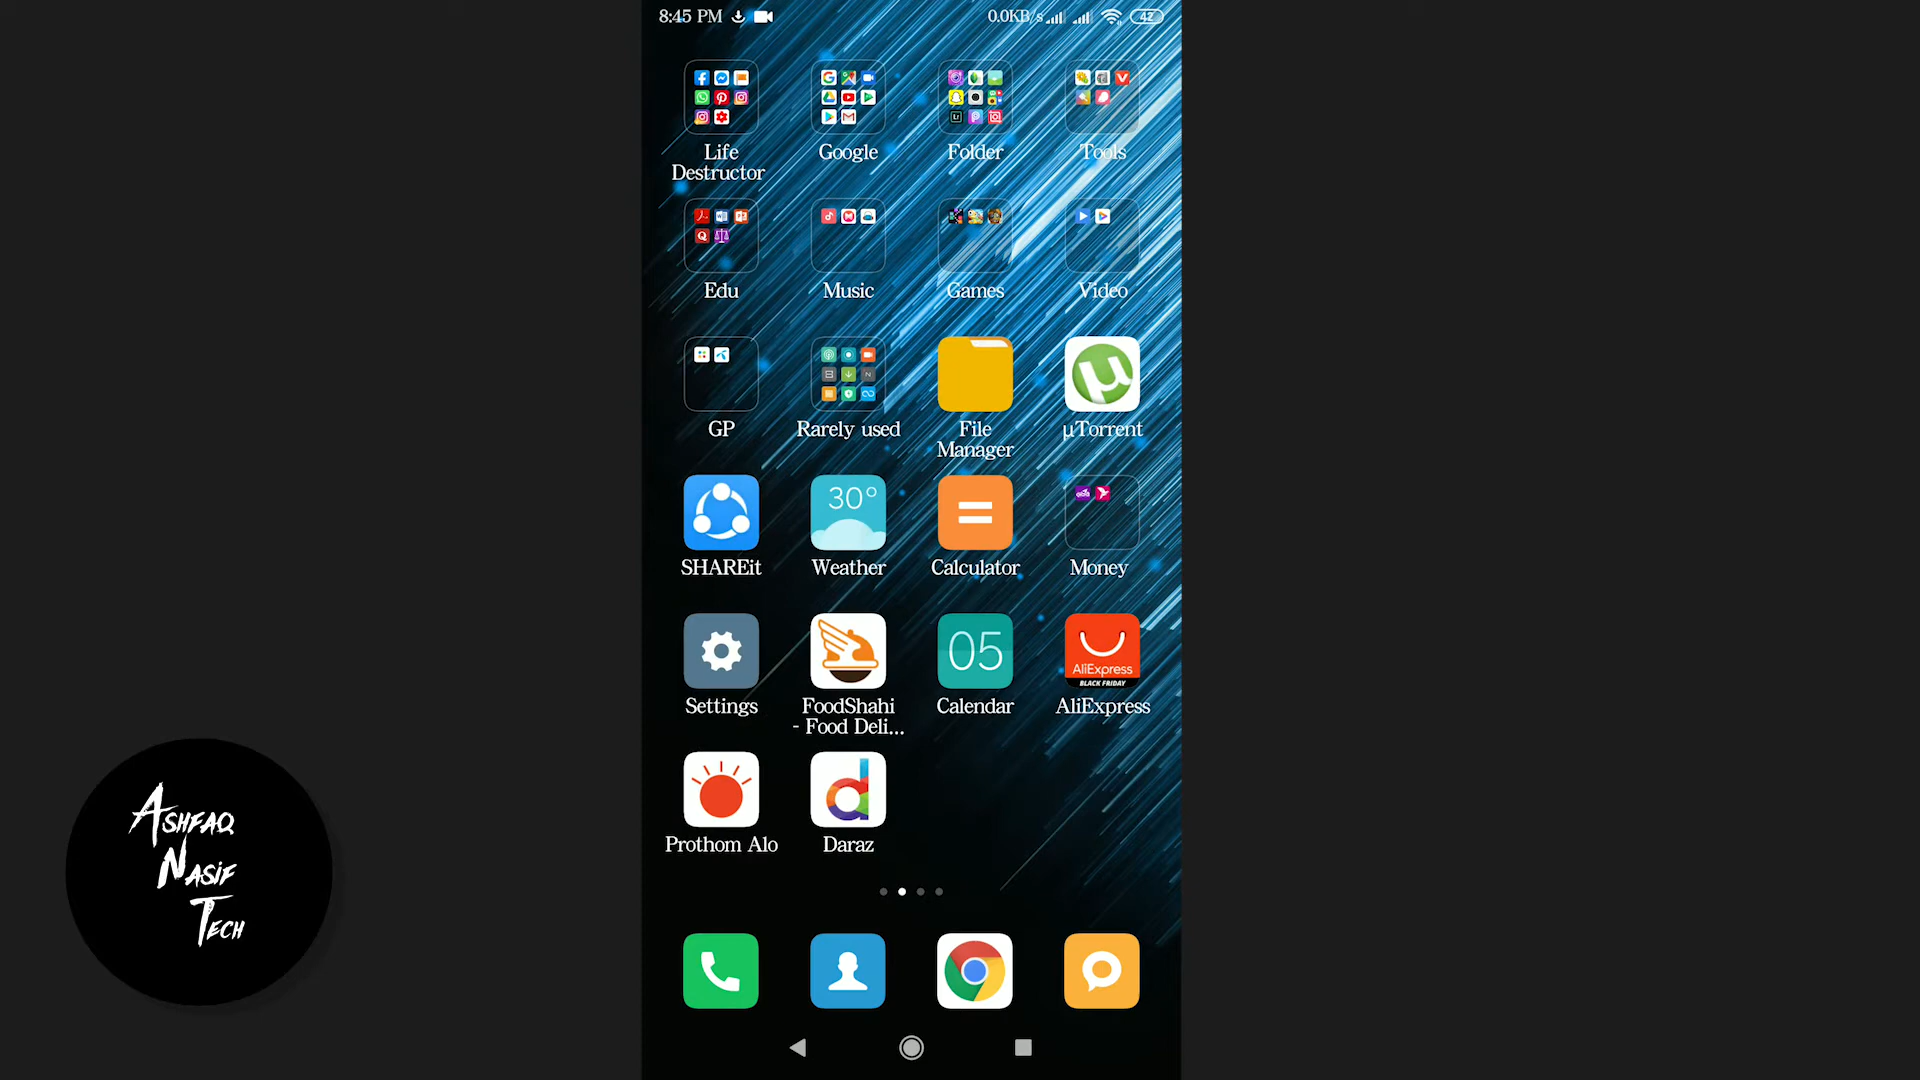 8:45 PM
0.0KB/s
42
Life
Destructor
Google
Folder
Tools
Edu
Music
Games
Video
GP
Rarely used
File
Manager
µTorrent
30°
SHAREit
Weather
Calculator
Money
05
AliExpress
BLACK FRIDAY
Settings
FoodShahi
- Food Deli...
Calendar
AliExpress
Prothom Alo
Daraz
ASHFAQ
NASIF
TECH